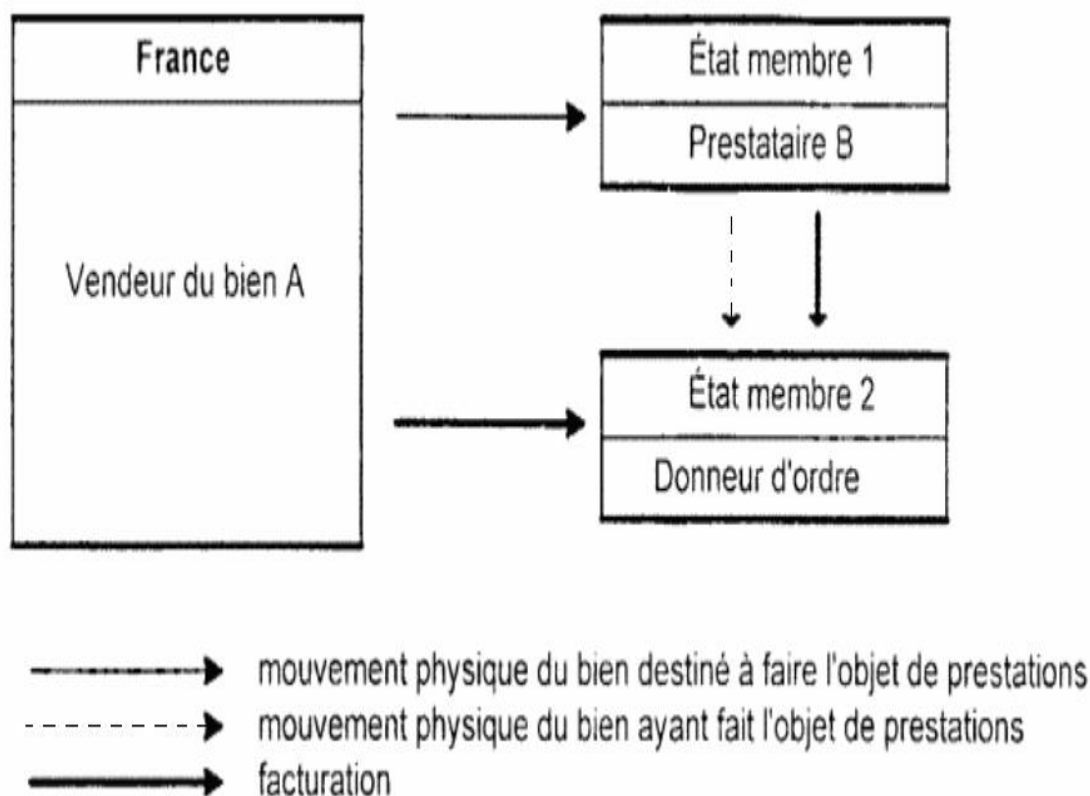 France
Vendeur du bien A
État membre 1
Prestataire B
État membre 2
Donneur d'ordre
mouvement physique du bien destiné à faire l'objet de prestations
mouvement physique du bien ayant fait l'objet de prestations
facturation